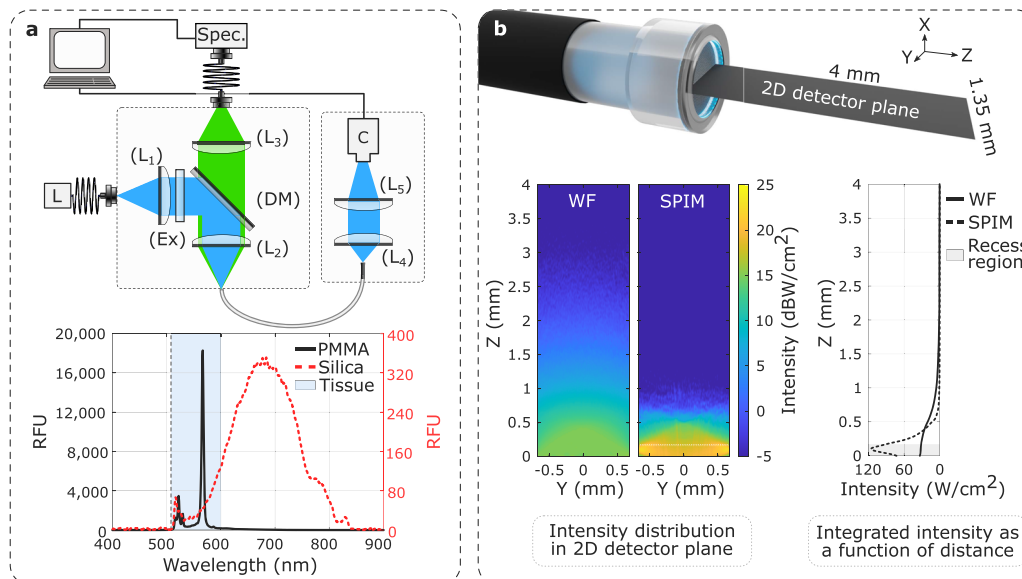 a
Spec.
(L1)
(L3)
(DM)
(Ex)
(L2)
L
C
(L5)
(L4)
20,000
16,000
12,000
8,000
4,000
0
RFU
400
320
240
160
80
0
RFU
PMMA
Silica
Tissue
400 500 600 700 800 900
Wavelength (nm)
b
X
Y
Z
4 mm
1.35 mm
2D detector plane
WF
SPIM
4
3.5
3
2.5
2
1.5
1
0.5
0
Z (mm)
-0.5 0 0.5
Y (mm)
-0.5 0 0.5
Y (mm)
25
20
15
10
5
0
-5
Intensity (dBW/cm2)
Intensity distribution
in 2D detector plane
4
3.5
3
2.5
2
1.5
1
0.5
0
Z (mm)
WF
SPIM
Recess
region
120 60 0
Intensity (W/cm2)
Integrated intensity as
a function of distance